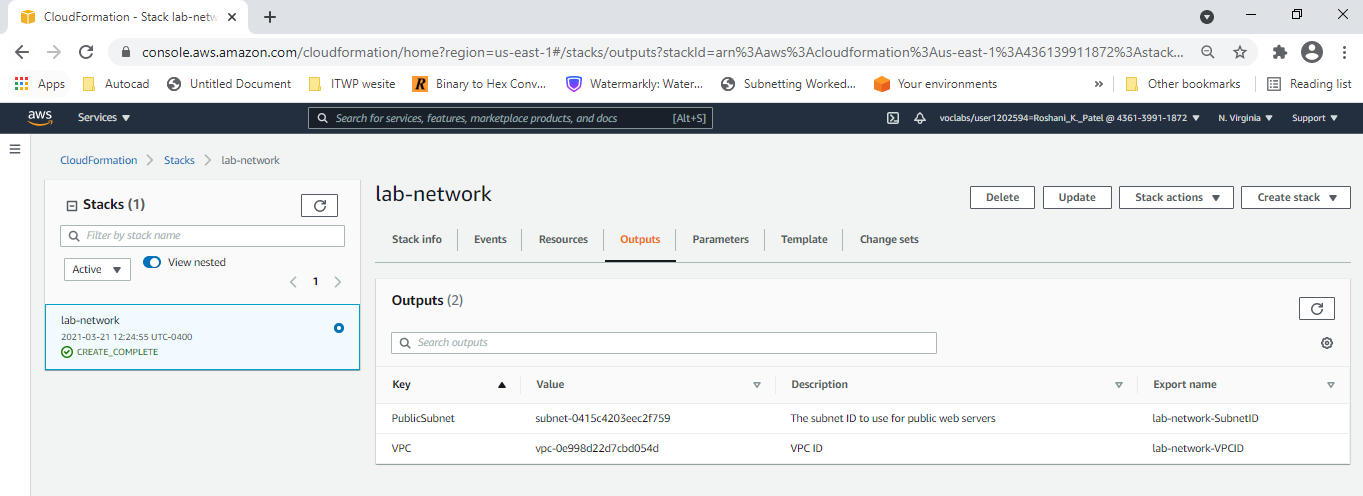 CloudFormation - Stack lab-netw
console.aws.amazon.com/cloudformation/home?region=us-east-1#/stacks/outputs?stackId=arn%3Aaws%3Acloudformation%3Aus-east-1%3A436139911872%3Astack...
Apps Autocad Untitled Document ITWP wesite Binary to Hex Conv... Watermarkly: Water... Subnetting Worked... Your environments » Other bookmarks Reading list
aws Services Search for services, features, marketplace products, and docs [Alt+S] voclabs/user1202594=Roshani_K._Patel @ 4361-3991-1872 N. Virginia Support
CloudFormation Stacks lab-network
Stacks (1)
Filter by stack name
Active View nested
1
lab-network
2021-03-21 12:24:55 UTC-0400
CREATE_COMPLETE
lab-network
Delete Update Stack actions Create stack
Stack info Events Resources Outputs Parameters Template Change sets
Outputs (2)
Search outputs
Key Value Description Export name
PublicSubnet subnet-0415c4203eec2f759 The subnet ID to use for public web servers lab-network-SubnetID
VPC vpc-0e998d22d7cbd054d VPC ID lab-network-VPCID